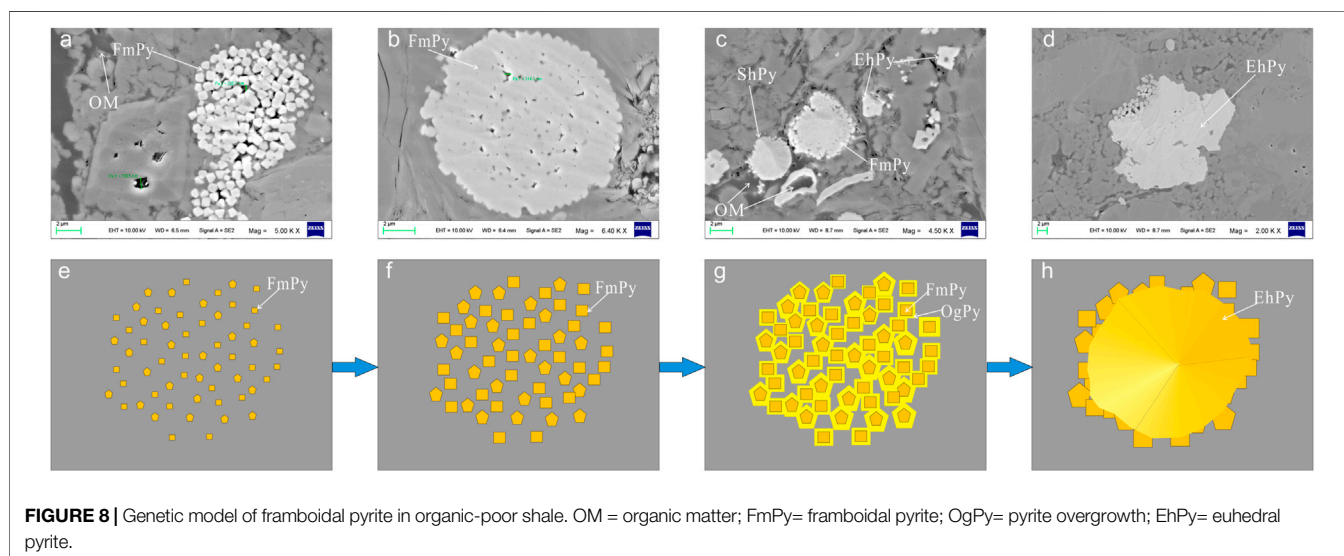 a
FmPy
OM
2 μm
EHT = 10.00 kV
WD = 6.5 mm
Signal A = SE2
Mag = 5.00 K X
ZEISS
b
FmPy
2 μm
EHT = 10.00 kV
WD = 6.4 mm
Signal A = SE2
Mag = 6.40 K X
ZEISS
c
EhPy
ShPy
FmPy
OM
2 μm
EHT = 10.00 kV
WD = 8.7 mm
Signal A = SE2
Mag = 4.50 K X
ZEISS
d
EhPy
2 μm
EHT = 10.00 kV
WD = 8.7 mm
Signal A = SE2
Mag = 2.00 K X
ZEISS
e
FmPy
f
FmPy
g
FmPy
OgPy
h
EhPy
FIGURE 8 | Genetic model of framboidal pyrite in organic-poor shale. OM = organic matter; FmPy= framboidal pyrite; OgPy= pyrite overgrowth; EhPy= euhedral
pyrite.